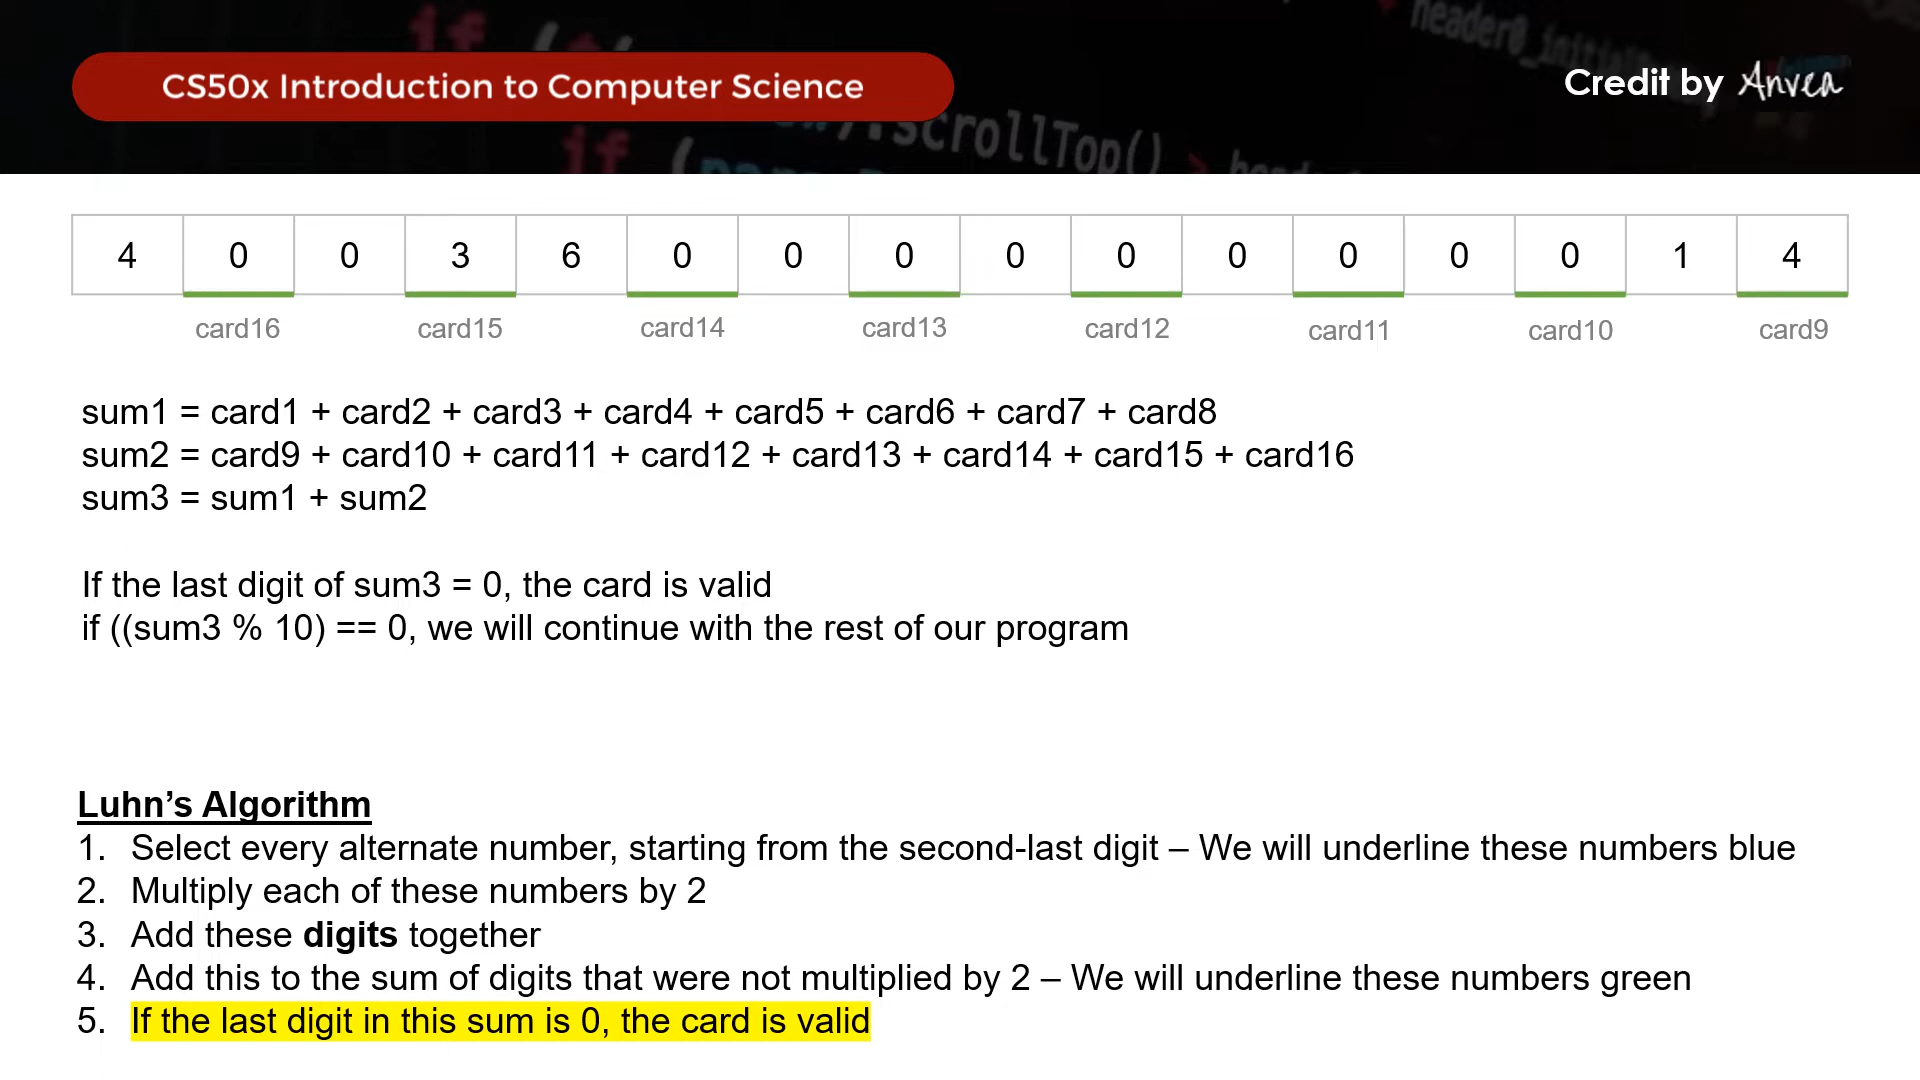 CS50x Introduction to Computer Science
Credit by Anvea
if (
header0_initial
.scrollTop() >
if (
4 0 0 3 6 0 0 0 0 0 0 0 0 0 1 4
card16 card15 card14 card13 card12 card11 card10 card9
sum1 = card1 + card2 + card3 + card4 + card5 + card6 + card7 + card8
sum2 = card9 + card10 + card11 + card12 + card13 + card14 + card15 + card16
sum3 = sum1 + sum2
If the last digit of sum3 = 0, the card is valid
if ((sum3 % 10) == 0, we will continue with the rest of our program
Luhn’s Algorithm
1. Select every alternate number, starting from the second-last digit – We will underline these numbers blue
2. Multiply each of these numbers by 2
3. Add these digits together
4. Add this to the sum of digits that were not multiplied by 2 – We will underline these numbers green
5. If the last digit in this sum is 0, the card is valid